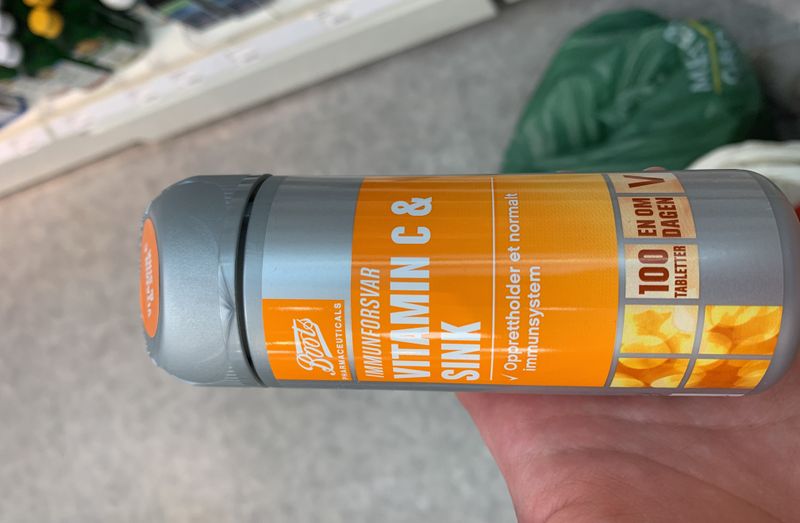 Boots
PHARMACEUTICALS
IMMUNFORSVAR
VITAMIN C &
SINK
√ Opprettholder et normalt
immunsystem
100
TABLETTER
EN OM
DAGEN
V